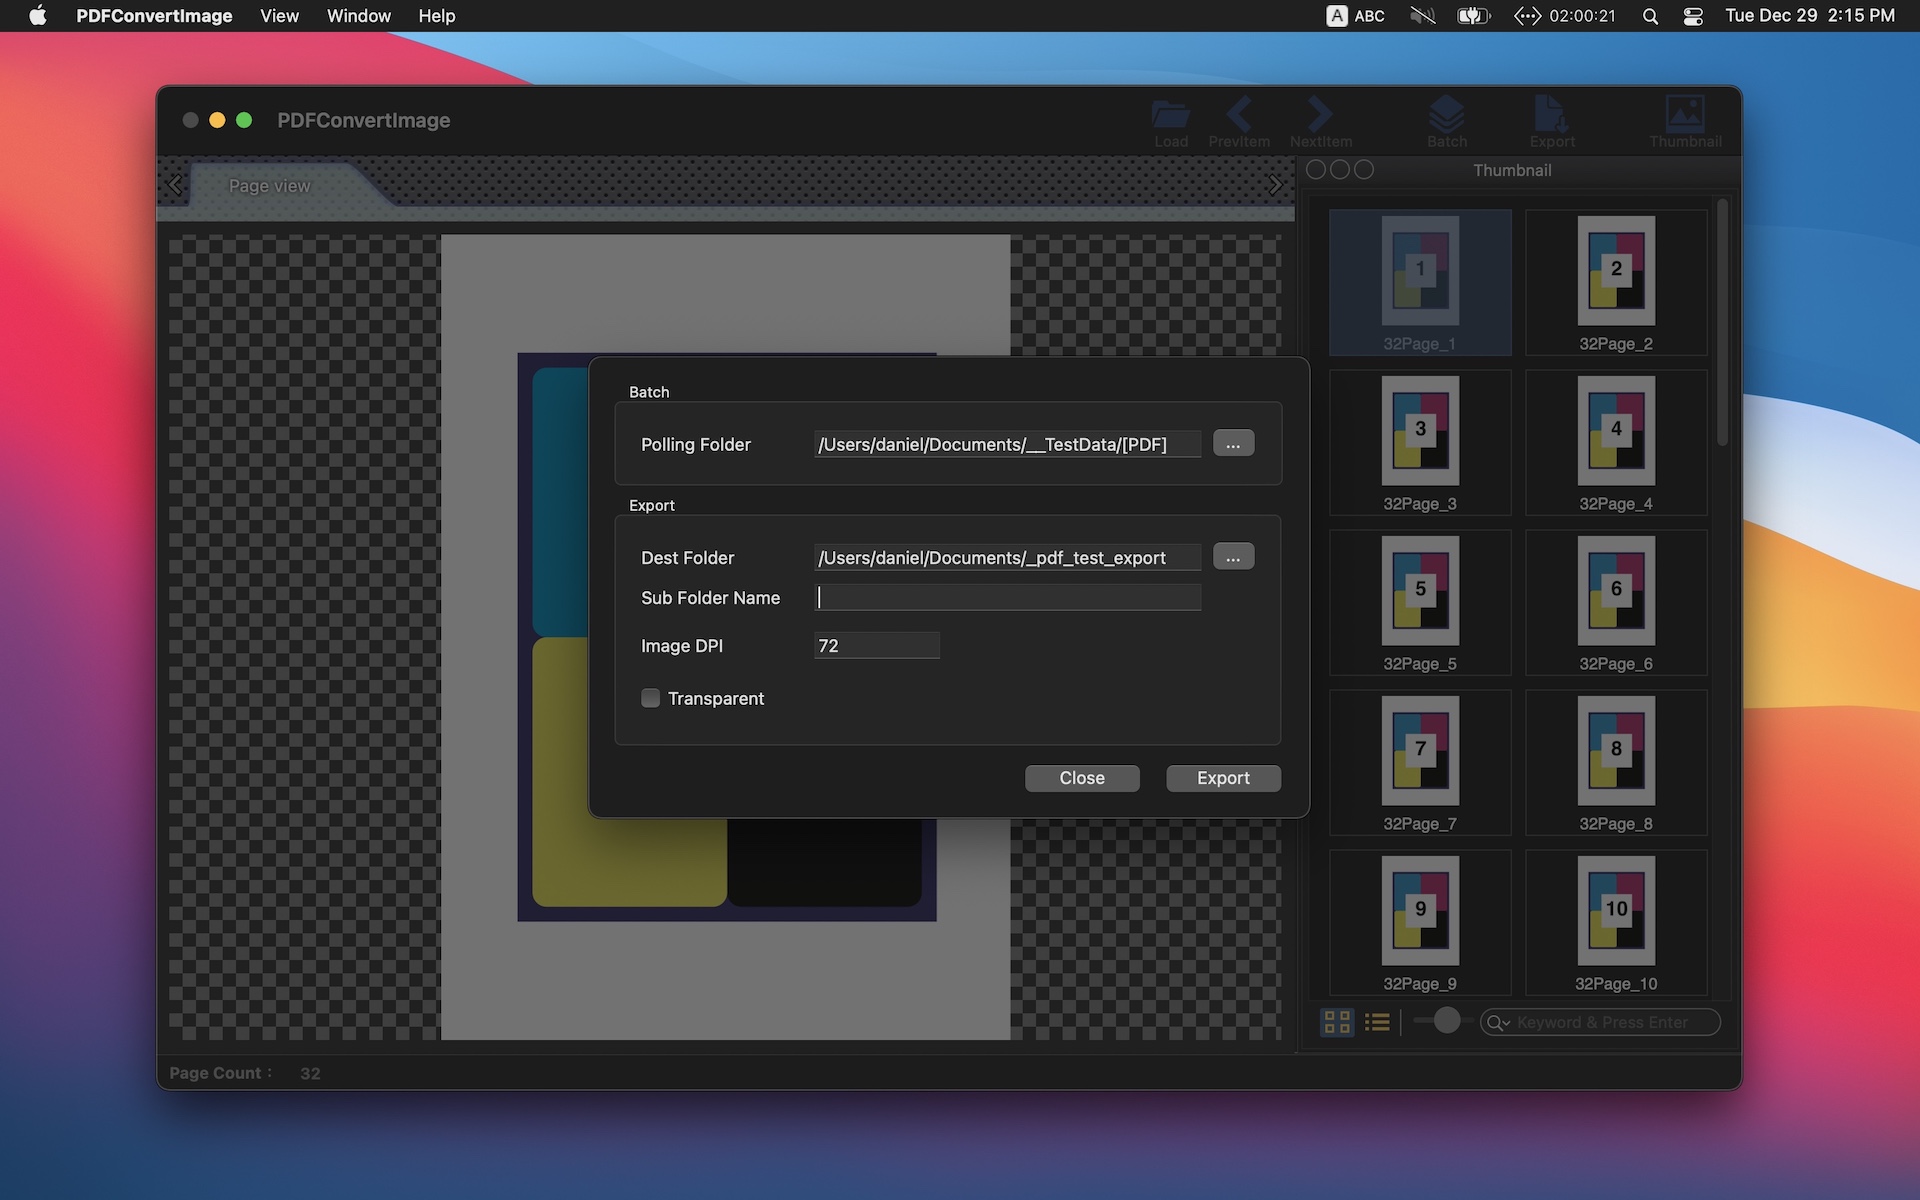 PDFConvertImage View Window Help A ABC 02:00:21 Tue Dec 29 2:15 PM
PDFConvertImage
Load PrevItem NextItem Batch Export Thumbnail
Page view
Thumbnail
1
32Page_1
2
32Page_2
3
32Page_3
4
32Page_4
5
32Page_5
6
32Page_6
7
32Page_7
8
32Page_8
9
32Page_9
10
32Page_10
Keyword & Press Enter
Batch
Polling Folder /Users/daniel/Documents/__TestData/[PDF] ...
Export
Dest Folder /Users/daniel/Documents/_pdf_test_export ...
Sub Folder Name
Image DPI 72
Transparent
Close Export
Page Count : 32